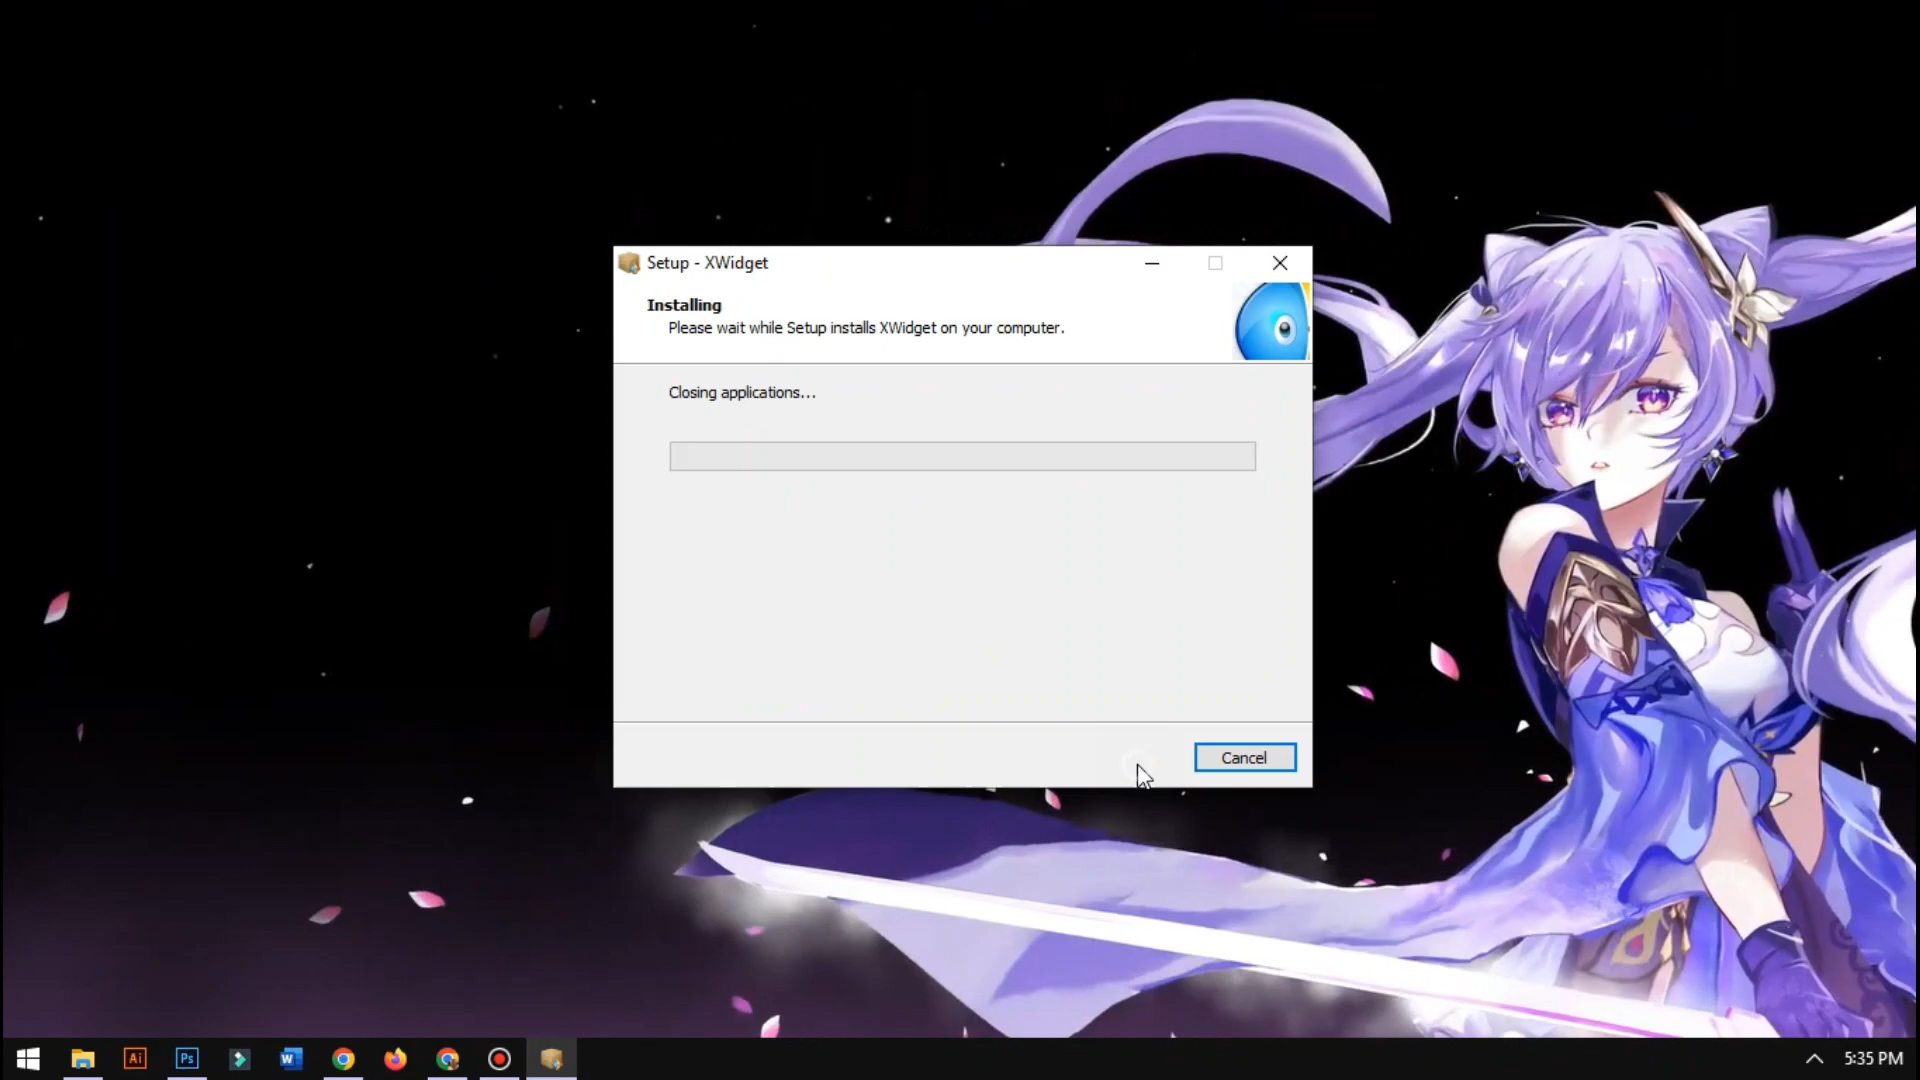 Setup - XWidget
Installing
Please wait while Setup installs XWidget on your computer.
Closing applications...
Cancel
Ai
Ps
W
5:35 PM